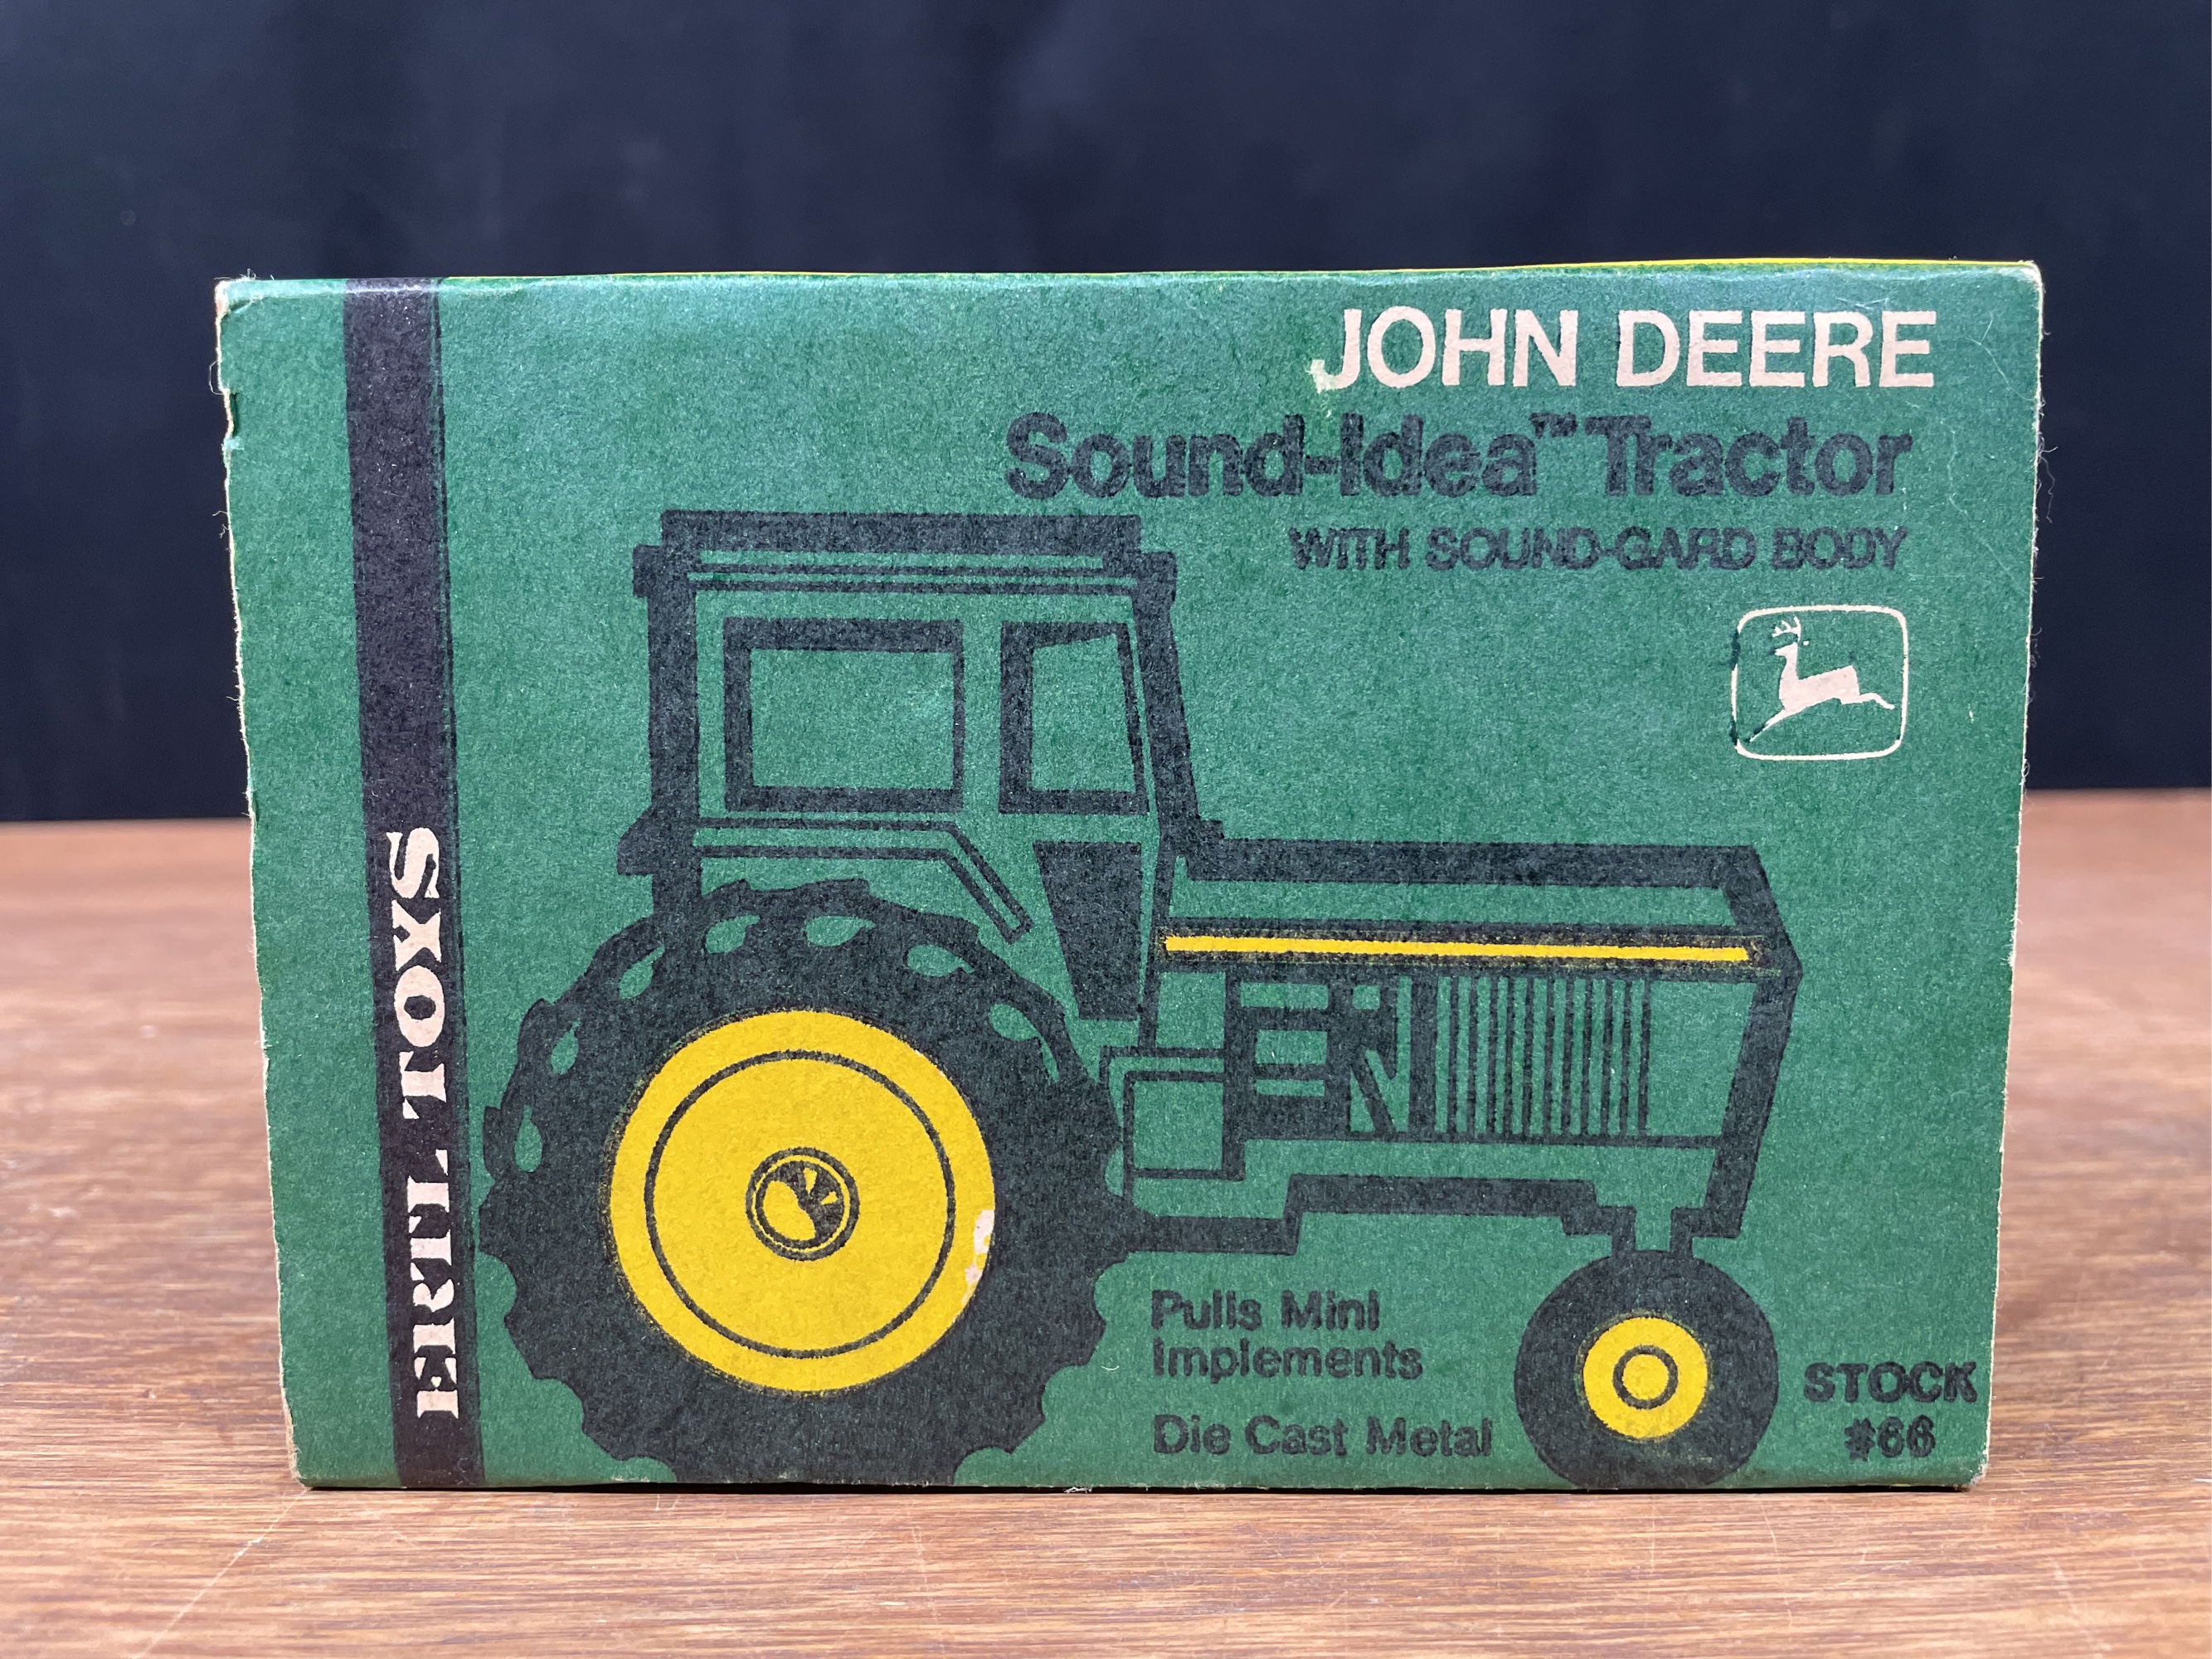 JOHN DEERE
Sound-Idea™ Tractor
WITH SOUND-GARD BODY
ERTL TOYS
Pulls Mini
Implements
Die Cast Metal
STOCK
#66